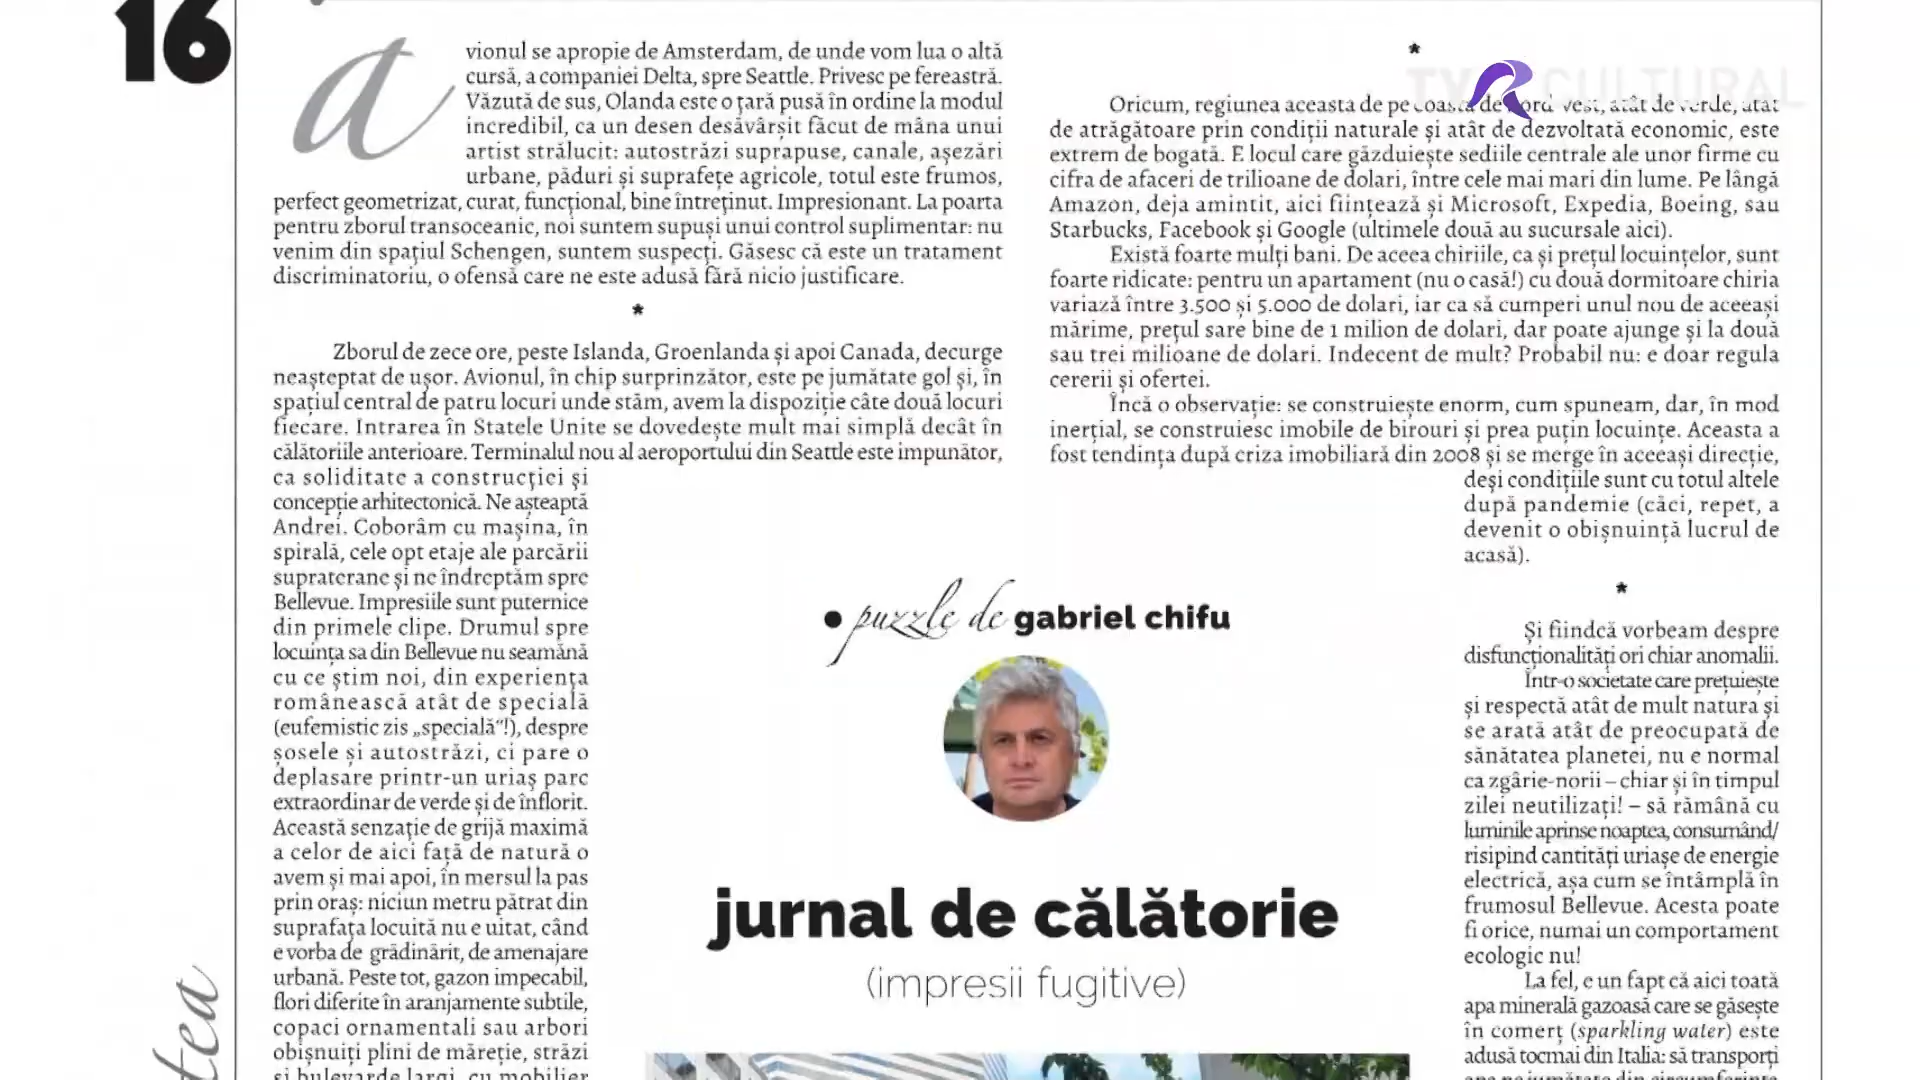 16
a
vionul se apropie de Amsterdam, de unde vom lua o altă
cursă, a companiei Delta, spre Seattle. Privesc pe fereastră.
Văzută de sus, Olanda este o țară pusă în ordine la modul
incredibil, ca un desen desăvârșit făcut de mâna unui
artist strălucit: autostrăzi suprapuse, canale, așezări
urbane, păduri și suprafețe agricole, totul este frumos,
perfect geometrizat, curat, funcțional, bine întreținut. Impresionant. La poarta
pentru zborul transoceanic, noi suntem supuși unui control suplimentar: nu
venim din spațiul Schengen, suntem suspecți. Găsesc că este un tratament
discriminatoriu, o ofensă care ne este adusă fără nicio justificare.
*
Zborul de zece ore, peste Islanda, Groenlanda și apoi Canada, decurge
neașteptat de ușor. Avionul, în chip surprinzător, este pe jumătate gol și, în
spațiul central de patru locuri unde stăm, avem la dispoziție câte două locuri
fiecare. Intrarea în Statele Unite se dovedește mult mai simplă decât în
călătoriile anterioare. Terminalul nou al aeroportului din Seattle este impunător,
ca soliditate a construcției și
concepție arhitectonică. Ne așteaptă
Andrei. Coborâm cu mașina, în
spirală, cele opt etaje ale parcării
supraterane și ne îndreptăm spre
Bellevue. Impresiile sunt puternice
din primele clipe. Drumul spre
locuința sa din Bellevue nu seamănă
cu ce știm noi, din experiența
românească atât de specială
(eufemistic zis „specială“!), despre
șosele și autostrăzi, ci pare o
deplasare printr-un uriaș parc
extraordinar de verde și de înflorit.
Această senzație de grijă maximă
a celor de aici față de natură o
avem și mai apoi, în mersul la pas
prin oraș: niciun metru pătrat din
suprafața locuită nu e uitat, când
e vorba de grădinărit, de amenajare
urbană. Peste tot, gazon impecabil,
flori diferite în aranjamente subtile,
copaci ornamentali sau arbori
obișnuiți plini de măreție, străzi
și bulevarde largi, cu mobilier
• puzzle de gabriel chifu
jurnal de călătorie
(impresii fugitive)
*
TVR CULTURAL
Oricum, regiunea aceasta de pe coasta de nord-vest, atât de verde, atât
de atrăgătoare prin condiții naturale și atât de dezvoltată economic, este
extrem de bogată. E locul care găzduiește sediile centrale ale unor firme cu
cifra de afaceri de trilioane de dolari, între cele mai mari din lume. Pe lângă
Amazon, deja amintit, aici ființează și Microsoft, Expedia, Boeing, sau
Starbucks, Facebook și Google (ultimele două au sucursale aici).
Există foarte mulți bani. De aceea chiriile, ca și prețul locuințelor, sunt
foarte ridicate: pentru un apartament (nu o casă!) cu două dormitoare chiria
variază între 3.500 și 5.000 de dolari, iar ca să cumperi unul nou de aceeași
mărime, prețul sare bine de 1 milion de dolari, dar poate ajunge și la două
sau trei milioane de dolari. Indecent de mult? Probabil nu: e doar regula
cererii și ofertei.
Încă o observație: se construiește enorm, cum spuneam, dar, în mod
inerțial, se construiesc imobile de birouri și prea puțin locuințe. Aceasta a
fost tendința după criza imobiliară din 2008 și se merge în aceeași direcție,
deși condițiile sunt cu totul altele
după pandemie (căci, repet, a
devenit o obișnuință lucrul de
acasă).
*
Și fiindcă vorbeam despre
disfuncționalități ori chiar anomalii.
Într-o societate care prețuiește
și respectă atât de mult natura și
se arată atât de preocupată de
sănătatea planetei, nu e normal
ca zgârie-norii – chiar și în timpul
zilei neutilizați! – să rămână cu
luminile aprinse noaptea, consumând/
risipind cantități uriașe de energie
electrică, așa cum se întâmplă în
frumosul Bellevue. Acesta poate
fi orice, numai un comportament
ecologic nu!
La fel, e un fapt că aici toată
apa minerală gazoasă care se găsește
în comerț (sparkling water) este
adusă tocmai din Italia: să transporți